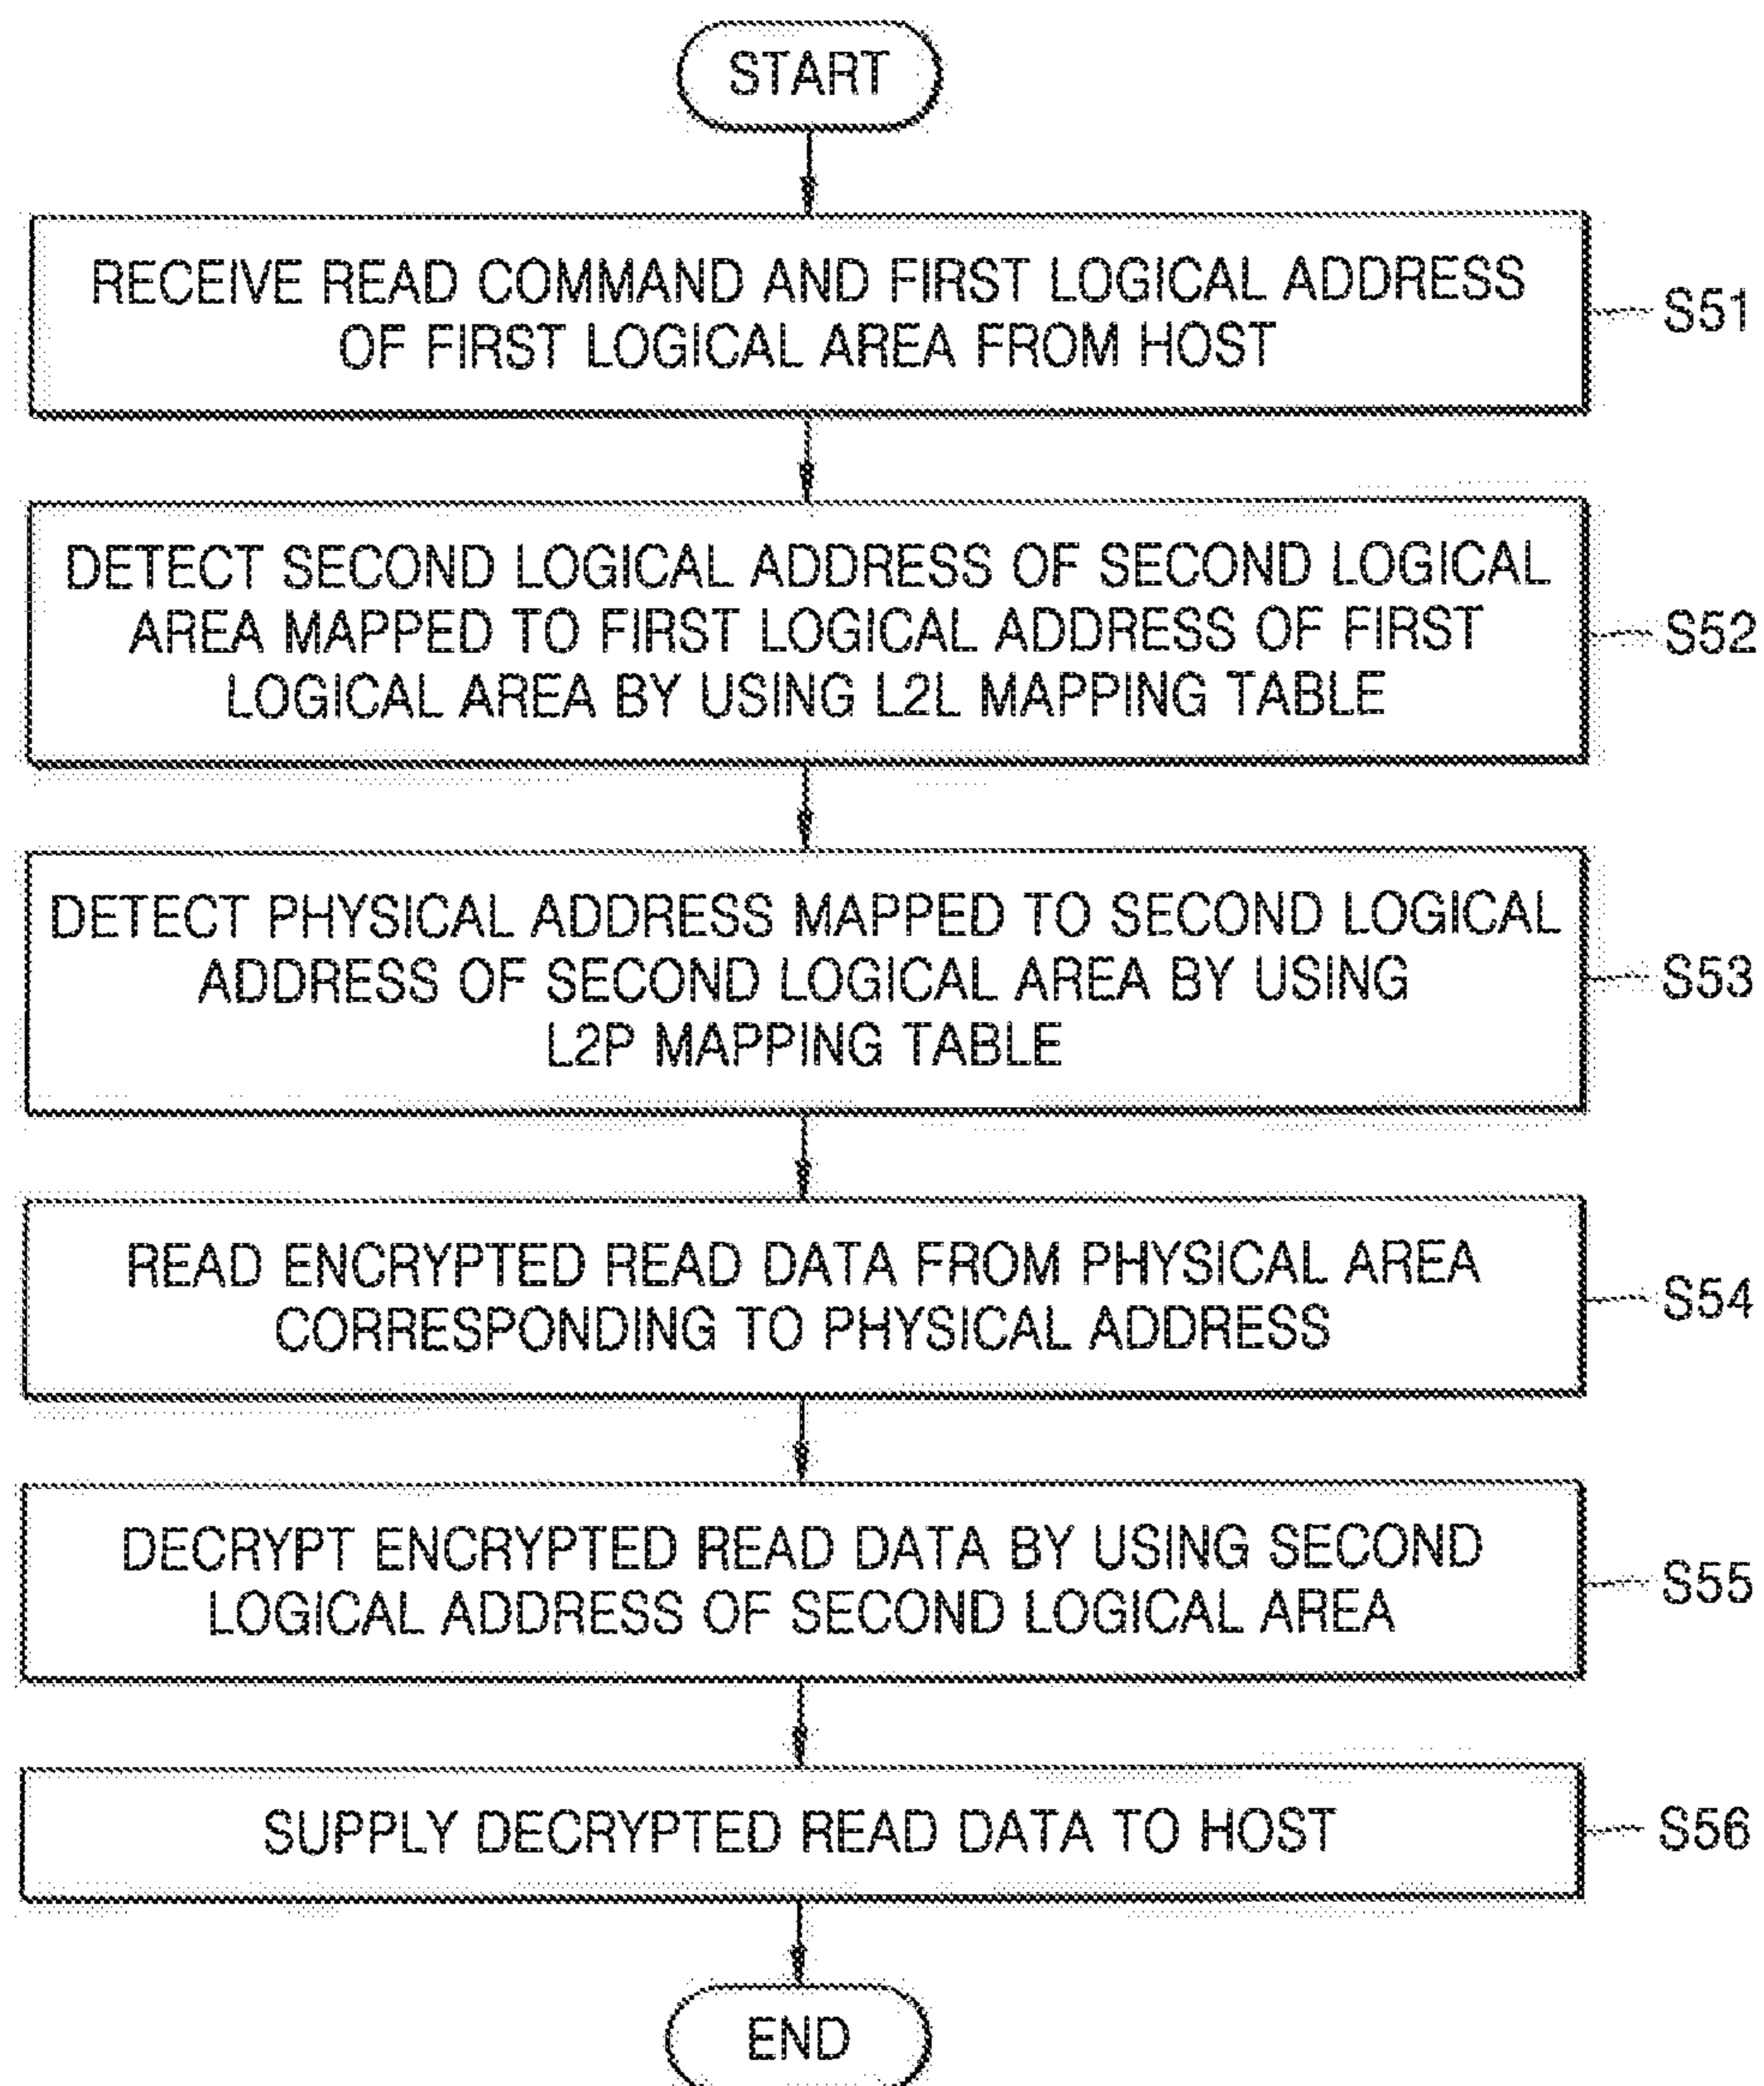 START
RECEIVE READ COMMAND AND FIRST LOGICAL ADDRESS
OF FIRST LOGICAL AREA FROM HOST
S51
DETECT SECOND LOGICAL ADDRESS OF SECOND LOGICAL
AREA MAPPED TO FIRST LOGICAL ADDRESS OF FIRST
LOGICAL AREA BY USING L2L MAPPING TABLE
S52
DETECT PHYSICAL ADDRESS MAPPED TO SECOND LOGICAL
ADDRESS OF SECOND LOGICAL AREA BY USING
L2P MAPPING TABLE
S53
READ ENCRYPTED READ DATA FROM PHYSICAL AREA
CORRESPONDING TO PHYSICAL ADDRESS
S54
DECRYPT ENCRYPTED READ DATA BY USING SECOND
LOGICAL ADDRESS OF SECOND LOGICAL AREA
S55
SUPPLY DECRYPTED READ DATA TO HOST
S56
END